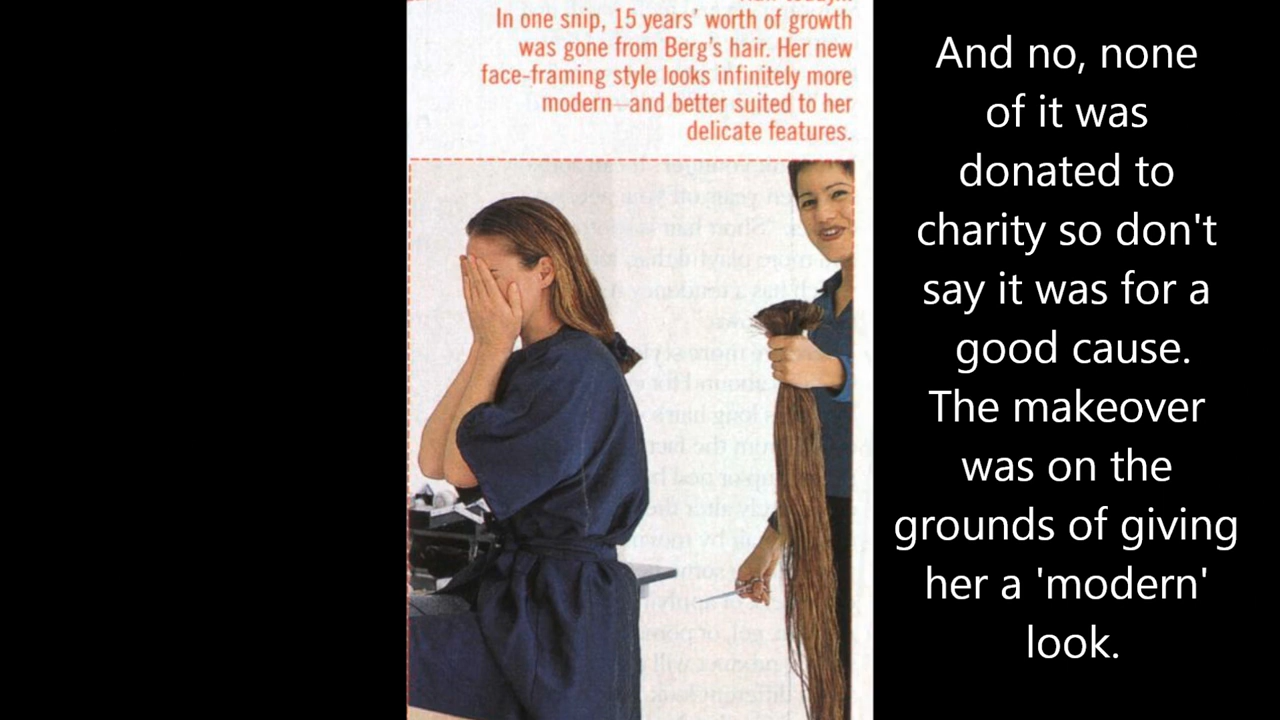 In one snip, 15 years' worth of growth
was gone from Berg's hair. Her new
face-framing style looks infinitely more
modern—and better suited to her
delicate features.
And no, none
of it was
donated to
charity so don't
say it was for a
good cause.
The makeover
was on the
grounds of giving
her a 'modern'
look.